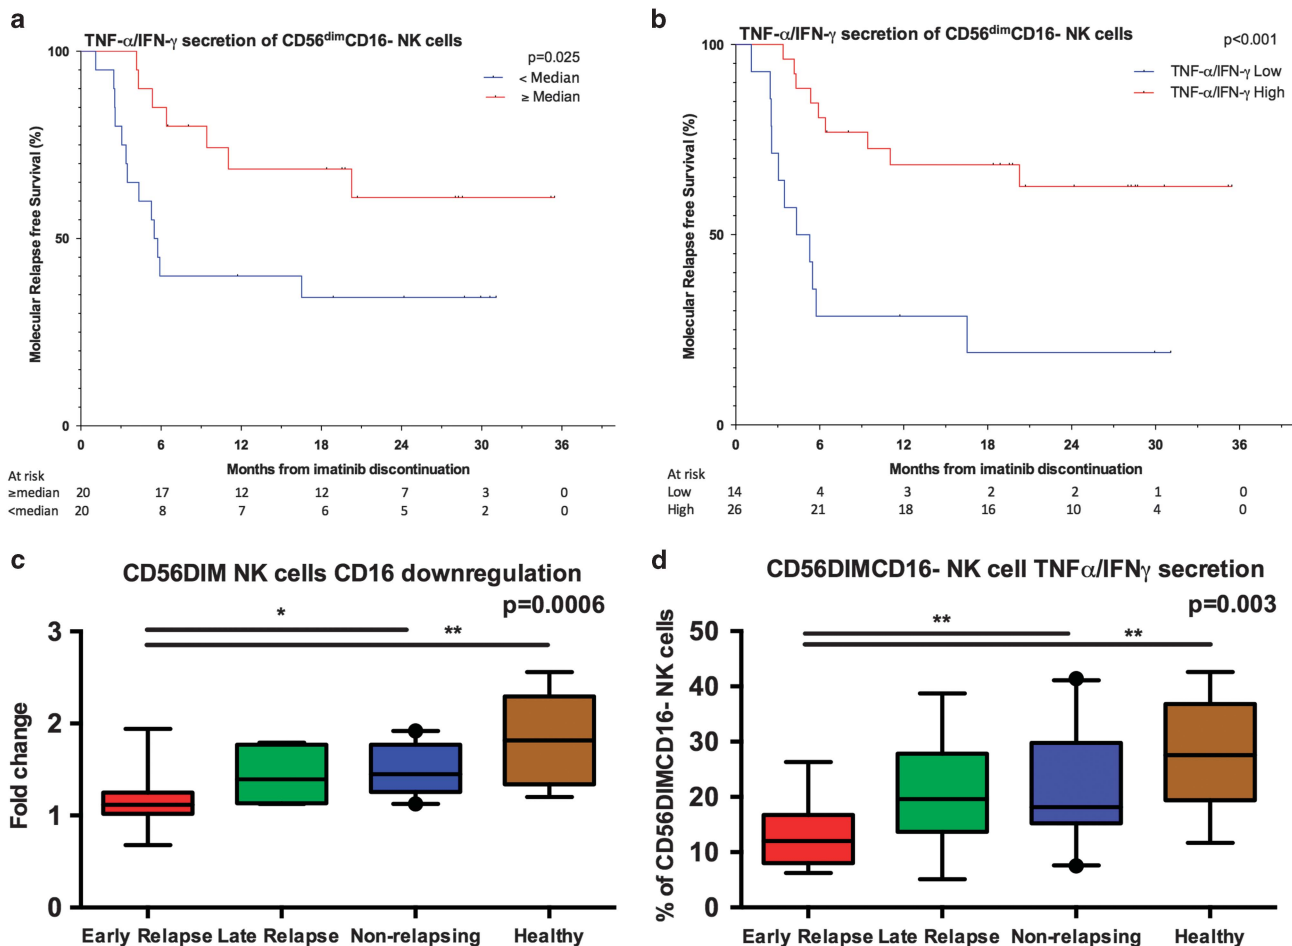 a
TNF-α/IFN-γ secretion of CD56dimCD16- NK cells
p=0.025
< Median
≥ Median
Molecular Relapse free Survival (%)
100
50
0
0 6 12 18 24 30 36
Months from imatinib discontinuation
At risk
≥median 20 17 12 12 7 3 0
<median 20 8 7 6 5 2 0
b
TNF-α/IFN-γ secretion of CD56dimCD16- NK cells
p<0.001
TNF-α/IFN-γ Low
TNF-α/IFN-γ High
Molecular Relapse free Survival (%)
100
50
0
0 6 12 18 24 30 36
Months from imatinib discontinuation
At risk
Low 14 4 3 2 2 1 0
High 26 21 18 16 10 4 0
c
CD56DIM NK cells CD16 downregulation
p=0.0006
*
**
Fold change
3
2
1
0
Early Relapse Late Relapse Non-relapsing Healthy
d
CD56DIMCD16- NK cell TNFα/IFNγ secretion
p=0.003
**
**
% of CD56DIMCD16- NK cells
50
40
30
20
10
0
Early Relapse Late Relapse Non-relapsing Healthy